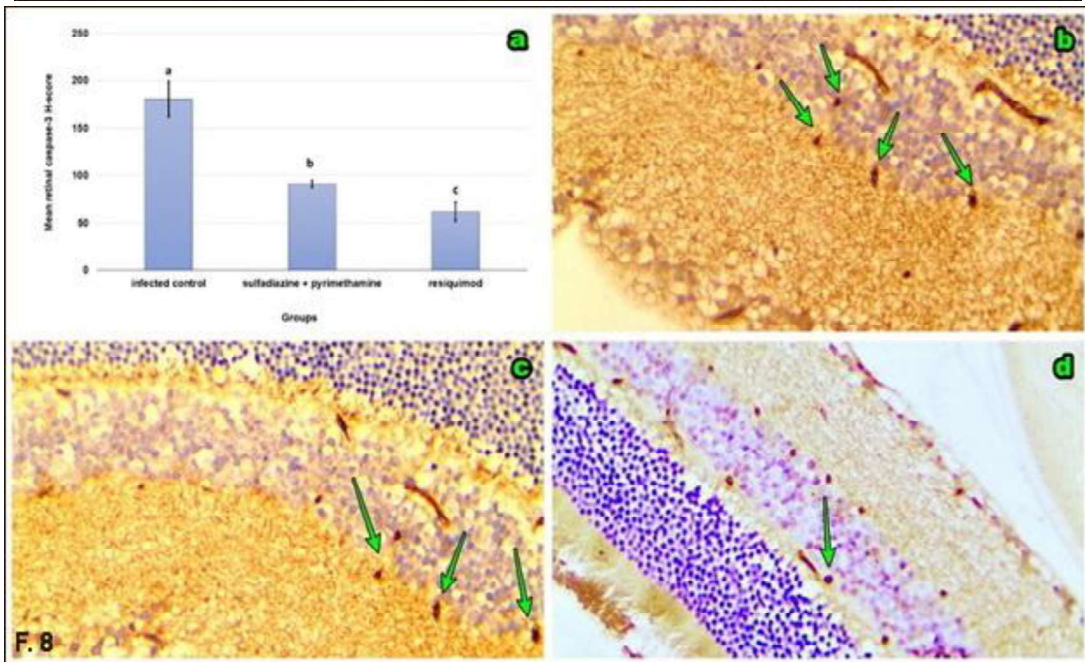 250
a
a
200
b
150
Mean retinal caspase-3 H-score
b
100
c
50
0
infected control
sulfadiazine + pyrimethamine
resiquimod
Groups
b
c
d
F. 8